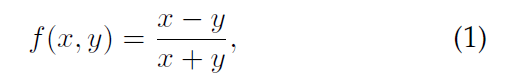 f(x, y) = \frac{x - y}{x + y}, (1)